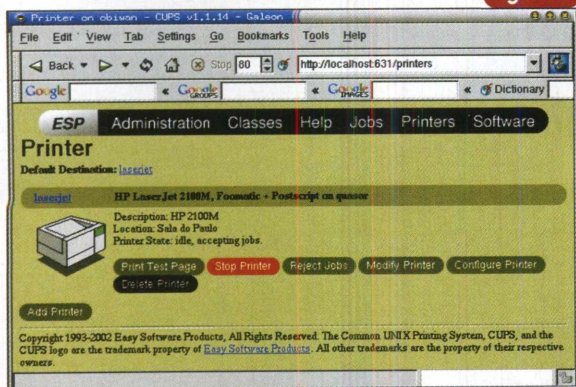 Printer on obiwan - CUPS v1.1.14 - Galeon
File Edit View Tab Settings Go Bookmarks Tools Help
Back Stop 80 http://localhost:631/printers
Google « Google GROUPS « Google IMAGES « Dictionary
ESP Administration Classes Help Jobs Printers Software
Printer
Default Destination: laserjet
laserjet HP LaserJet 2100M, Foomatic + Postscript on quasar
Description: HP 2100M
Location: Sala do Paulo
Printer State: idle, accepting jobs.
Print Test Page Stop Printer Reject Jobs Modify Printer Configure Printer
Delete Printer
Add Printer
Copyright 1993-2002 Easy Software Products, All Rights Reserved. The Common UNIX Printing System, CUPS, and the
CUPS logo are the trademark property of Easy Software Products. All other trademarks are the property of their respective
owners.